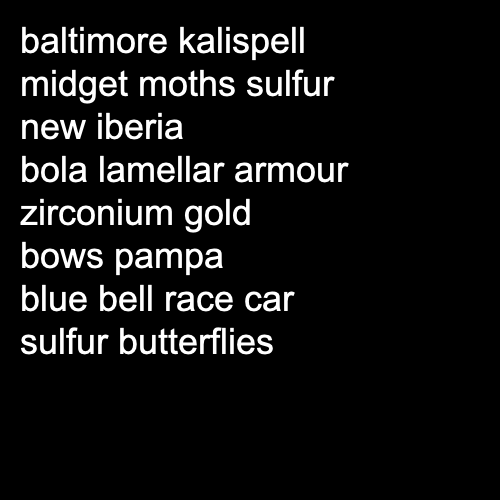 baltimore kalispell
midget moths sulfur
new iberia
bola lamellar armour
zirconium gold
bows pampa
blue bell race car
sulfur butterflies